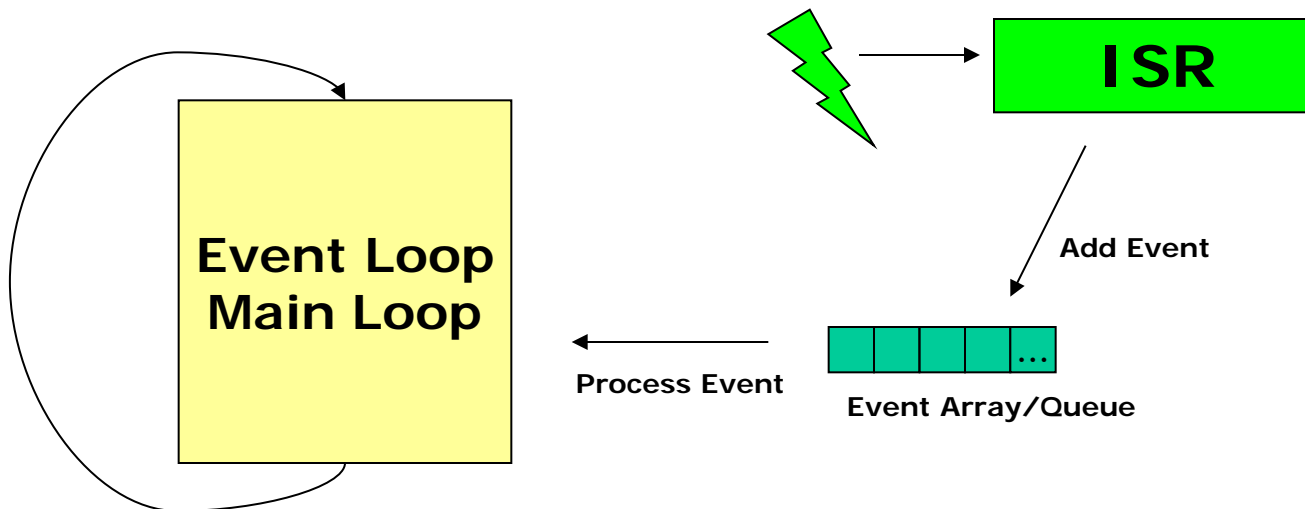 ISR
Event Loop
Main Loop
Add Event
...
Process Event
Event Array/Queue